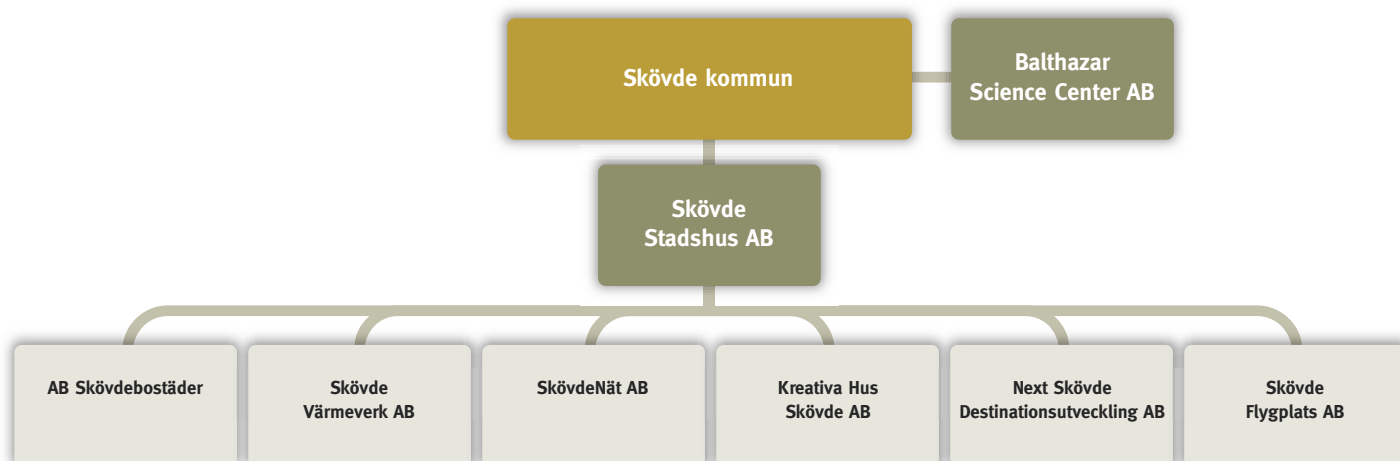 Skövde kommun
Balthazar
Science Center AB
Skövde
Stadshus AB
AB Skövdebostäder
Skövde
Värmeverk AB
SkövdeNät AB
Kreativa Hus
Skövde AB
Next Skövde
Destinationsutveckling AB
Skövde
Flygplats AB